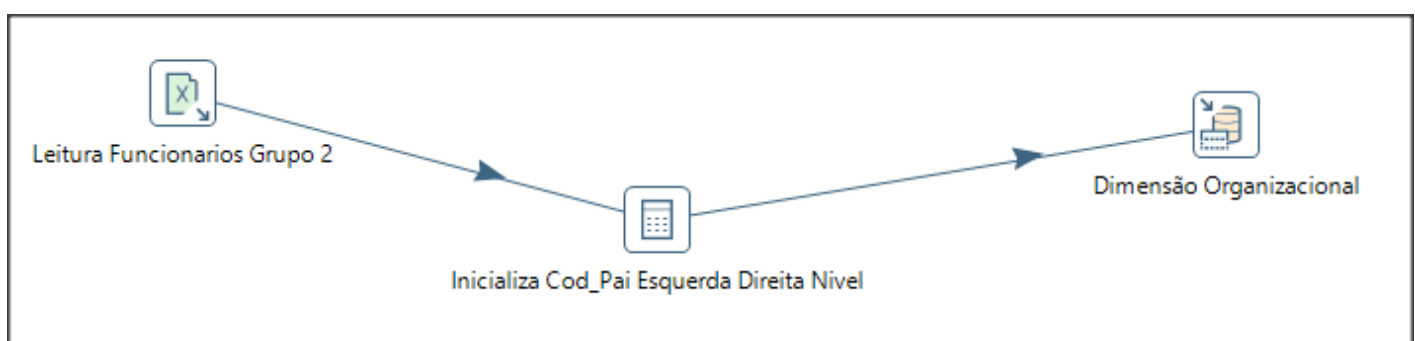 Leitura Funcionarios Grupo 2
Dimensão Organizacional
Inicializa Cod_Pai Esquerda Direita Nivel